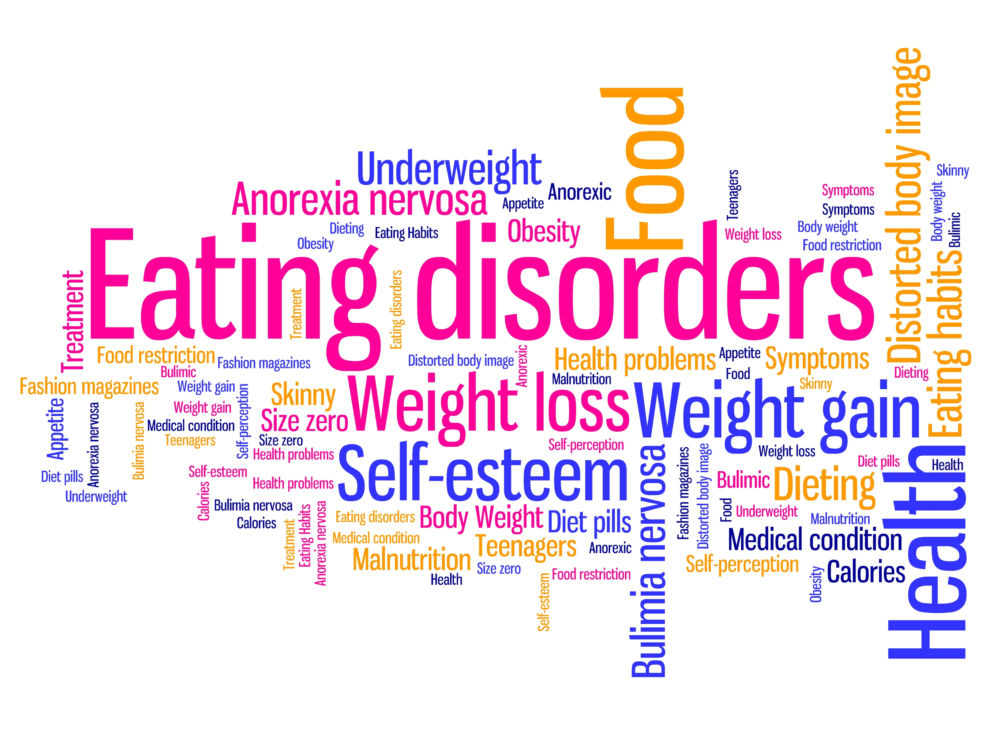 Distorted body image
Food
Underweight
Skinny
Anorexia nervosa
Appetite
Anorexic
Teenagers
Symptoms
Symptoms
Body weight
Bulimic
Dieting
Eating Habits
Obesity
Obesity
Weight loss
Body weight
Food restriction
Eating disorders
Treatment
Treatment
Eating disorders
Eating habits
Food restriction
Fashion magazines
Distorted body image
Anorexic
Health problems
Appetite
Symptoms
Bulimic
Malnutrition
Food
Dieting
Fashion magazines
Weight gain
Skinny
Weight loss
Weight gain
Skinny
Appetite
Anorexia nervosa
Bulimia nervosa
Weight gain
Self-perception
Size zero
Medical condition
Teenagers
Size zero
Health problems
Self-perception
Weight loss
Diet pills
Health
Health
Diet pills
Underweight
Self-esteem
Health problems
Self-esteem
Bulimia nervosa
Fashion magazines
Distorted body image
Bulimic
Dieting
Calories
Bulimia nervosa
Calories
Treatment
Eating Habits
Anorexia nervosa
Eating disorders
Body Weight
Diet pills
Food
Underweight
Malnutrition
Medical condition
Teenagers
Anorexic
Medical condition
Malnutrition
Size zero
Health
Self-esteem
Food restriction
Self-perception
Obesity
Calories